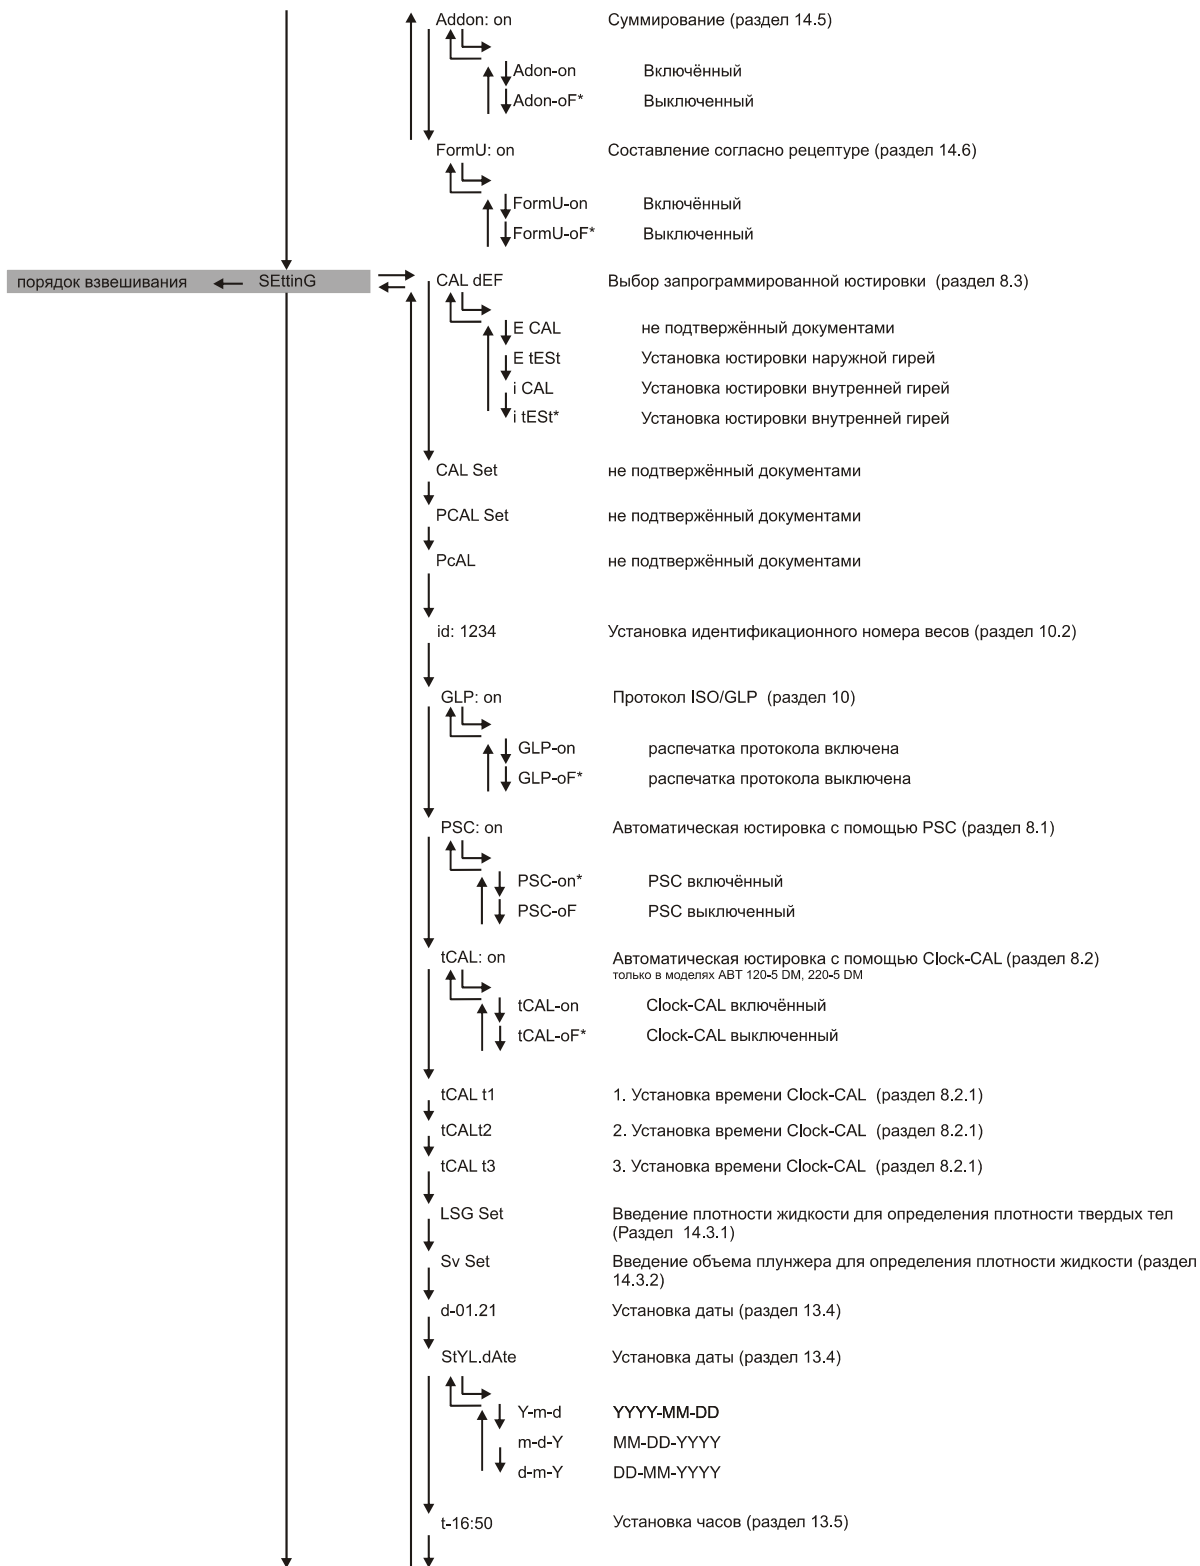 Addon: on Суммирование (раздел 14.5)
Adon-on Включённый
Adon-oF* Выключенный
FormU: on Составление согласно рецептуре (раздел 14.6)
FormU-on Включённый
FormU-oF* Выключенный
порядок взвешивания SEttinG CAL dEF Выбор запрограммированной юстировки (раздел 8.3)
E CAL не подтвержённый документами
E tESt Установка юстировки наружной гирей
i CAL Установка юстировки внутренней гирей
i tESt* Установка юстировки внутренней гирей
CAL Set не подтвержённый документами
PCAL Set не подтвержённый документами
PcAL не подтвержённый документами
id: 1234 Установка идентификационного номера весов (раздел 10.2)
GLP: on Протокол ISO/GLP (раздел 10)
GLP-on распечатка протокола включена
GLP-oF* распечатка протокола выключена
PSC: on Автоматическая юстировка с помощью PSC (раздел 8.1)
PSC-on* PSC включённый
PSC-oF PSC выключенный
tCAL: on Автоматическая юстировка с помощью Clock-CAL (раздел 8.2)
только в моделях ABT 120-5 DM, 220-5 DM
tCAL-on Clock-CAL включённый
tCAL-oF* Clock-CAL выключенный
tCAL t1 1. Установка времени Clock-CAL (раздел 8.2.1)
tCALt2 2. Установка времени Clock-CAL (раздел 8.2.1)
tCAL t3 3. Установка времени Clock-CAL (раздел 8.2.1)
LSG Set Введение плотности жидкости для определения плотности твердых тел
(Раздел 14.3.1)
Sv Set Введение объема плунжера для определения плотности жидкости (раздел
14.3.2)
d-01.21 Установка даты (раздел 13.4)
StYL.dAte Установка даты (раздел 13.4)
Y-m-d YYYY-MM-DD
m-d-Y MM-DD-YYYY
d-m-Y DD-MM-YYYY
t-16:50 Установка часов (раздел 13.5)